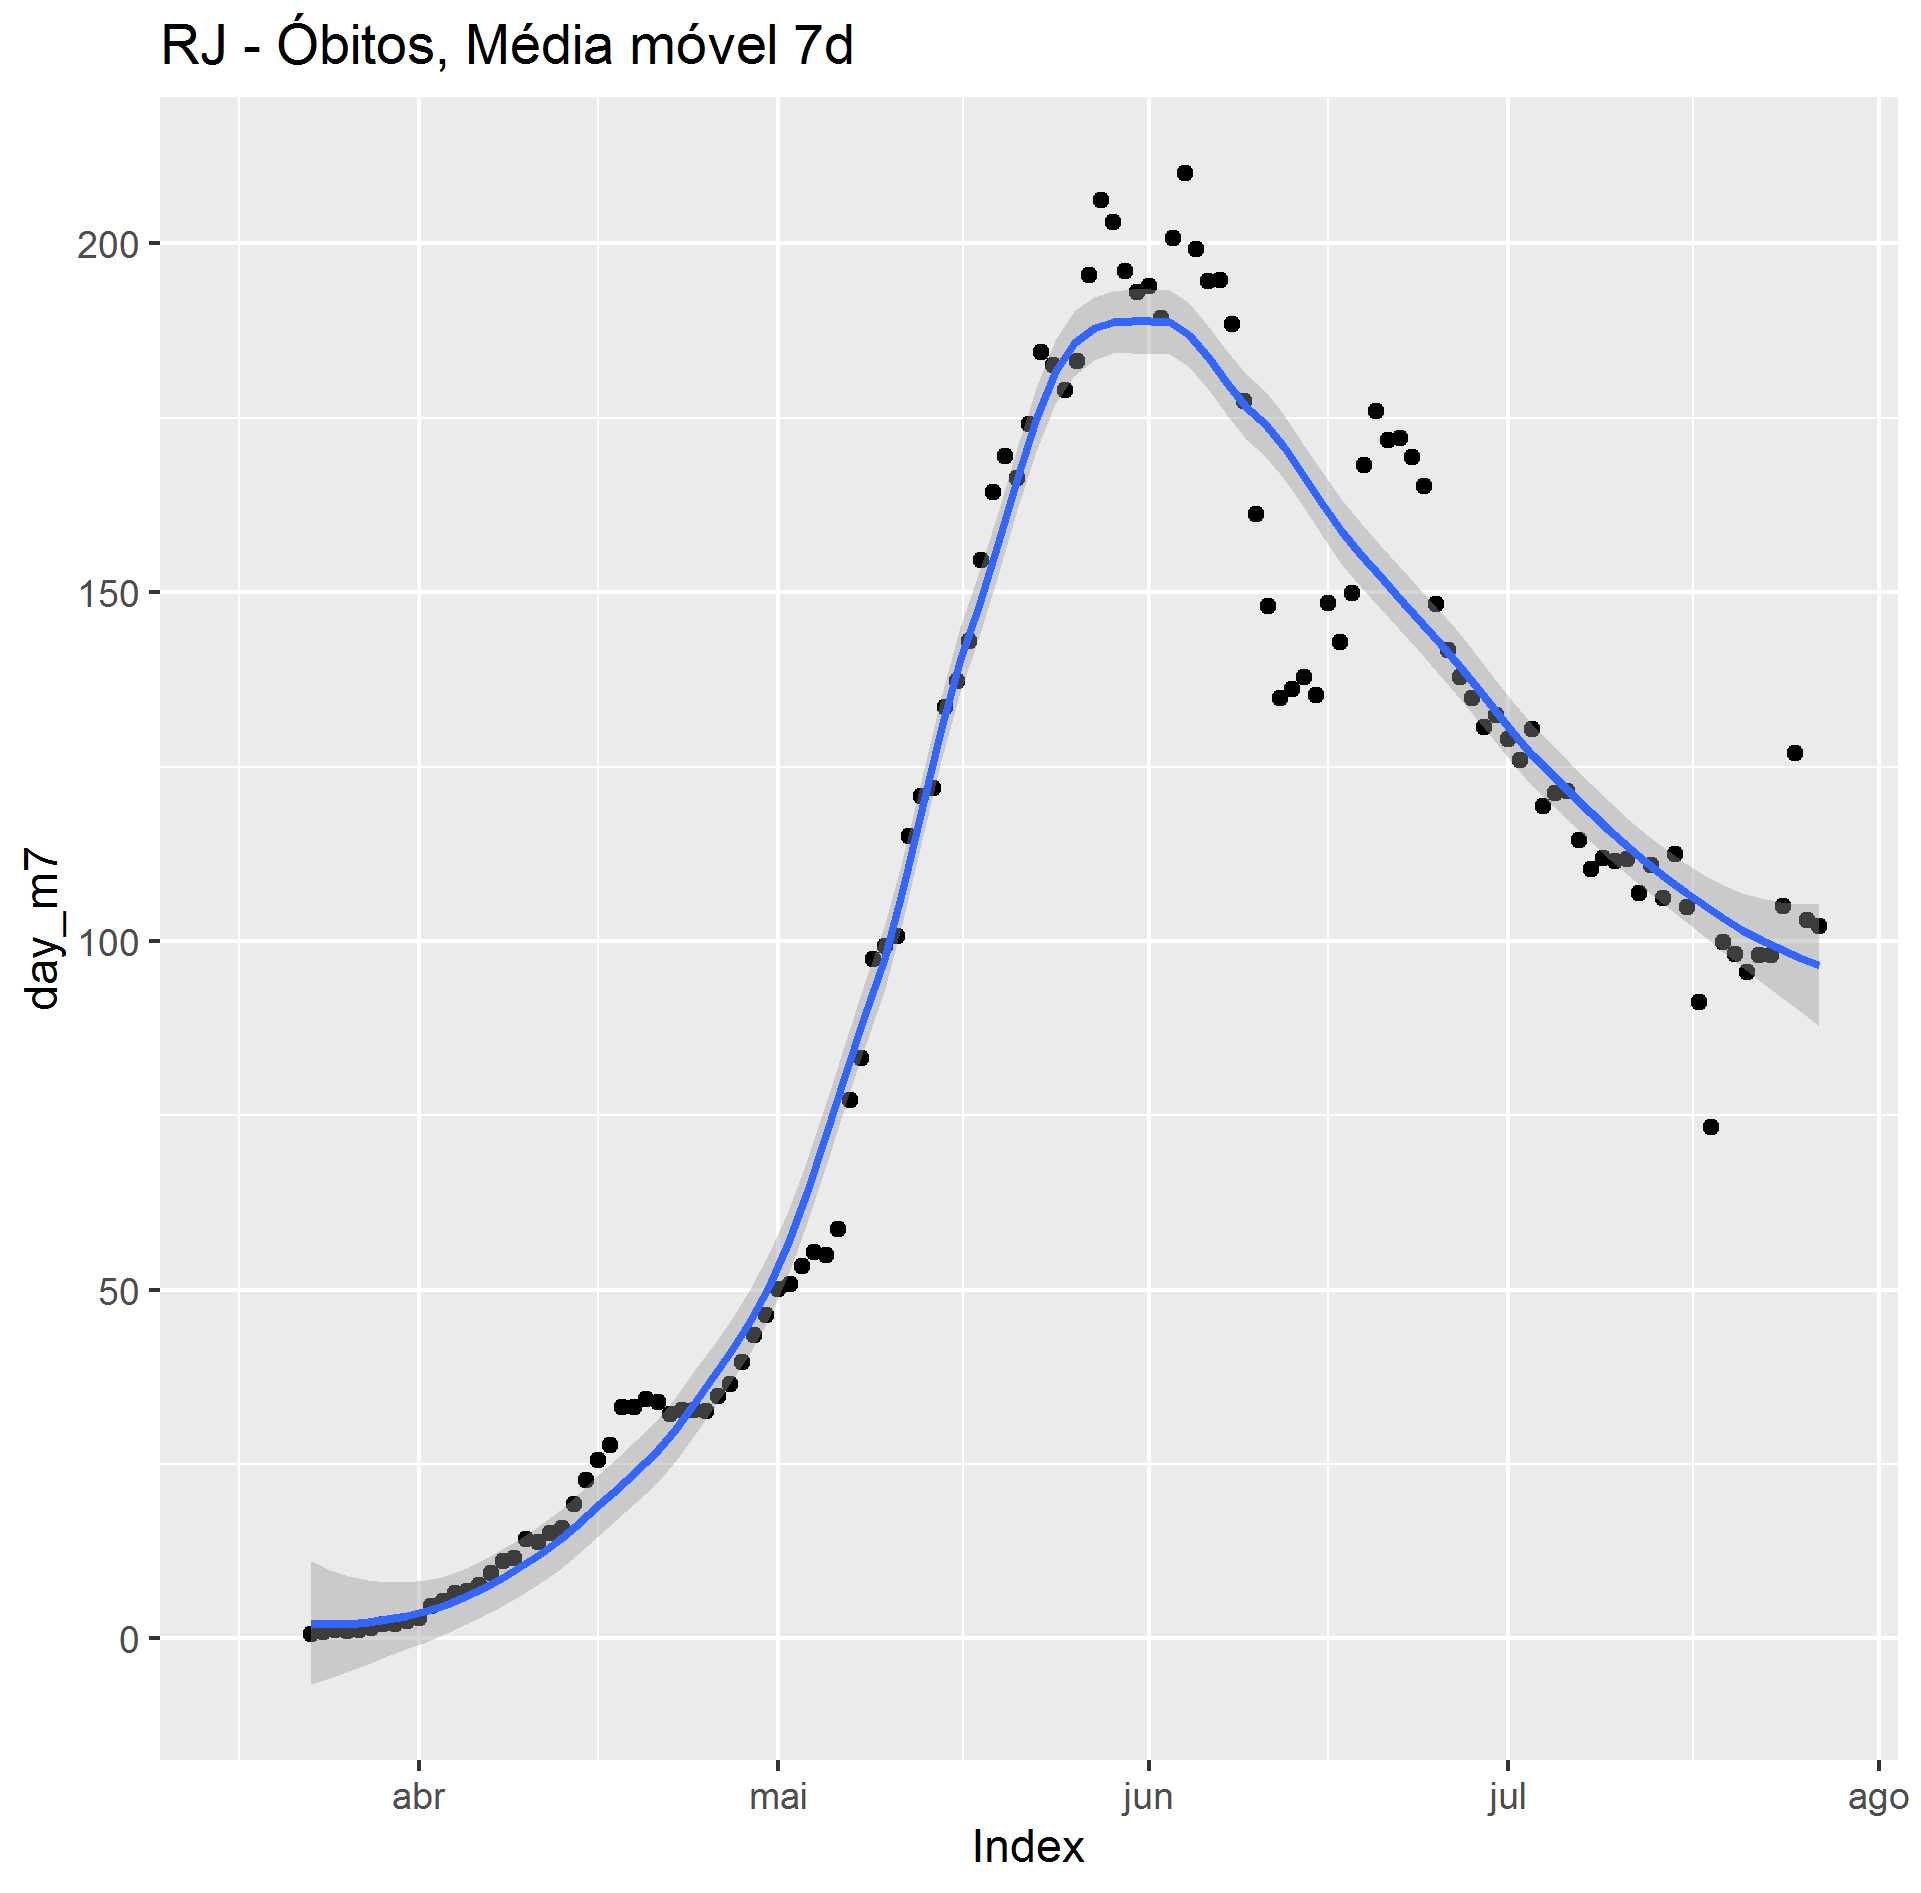 RJ - Óbitos, Média móvel 7d
day_m7
200
150
100
50
0
abr mai jun jul ago
Index